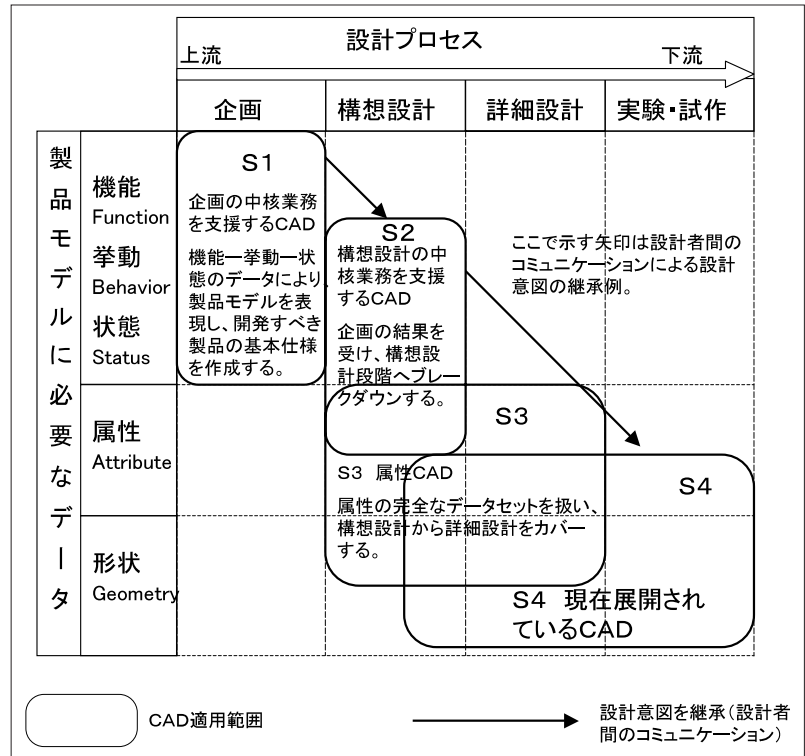 設計プロセス
上流
下流
企画
構想設計
詳細設計
実験・試作
製品モデルに必要なデータ
機能
Function
挙動
Behavior
状態
Status
属性
Attribute
形状
Geometry
S1
企画の中核業務
を支援するCAD
機能－挙動－状
態のデータにより
製品モデルを表
現し、開発すべき
製品の基本仕様
を作成する。
S2
構想設計の中
核業務を支援
するCAD
企画の結果を
受け、構想設
計段階へブレー
クダウンする。
ここで示す矢印は設計者間の
コミュニケーションによる設計
意図の継承例。
S3
S3 属性CAD
属性の完全なデータセットを扱い、
構想設計から詳細設計をカバー
する。
S4
S4 現在展開され
ているCAD
CAD適用範囲
設計意図を継承(設計者
間のコミュニケーション)